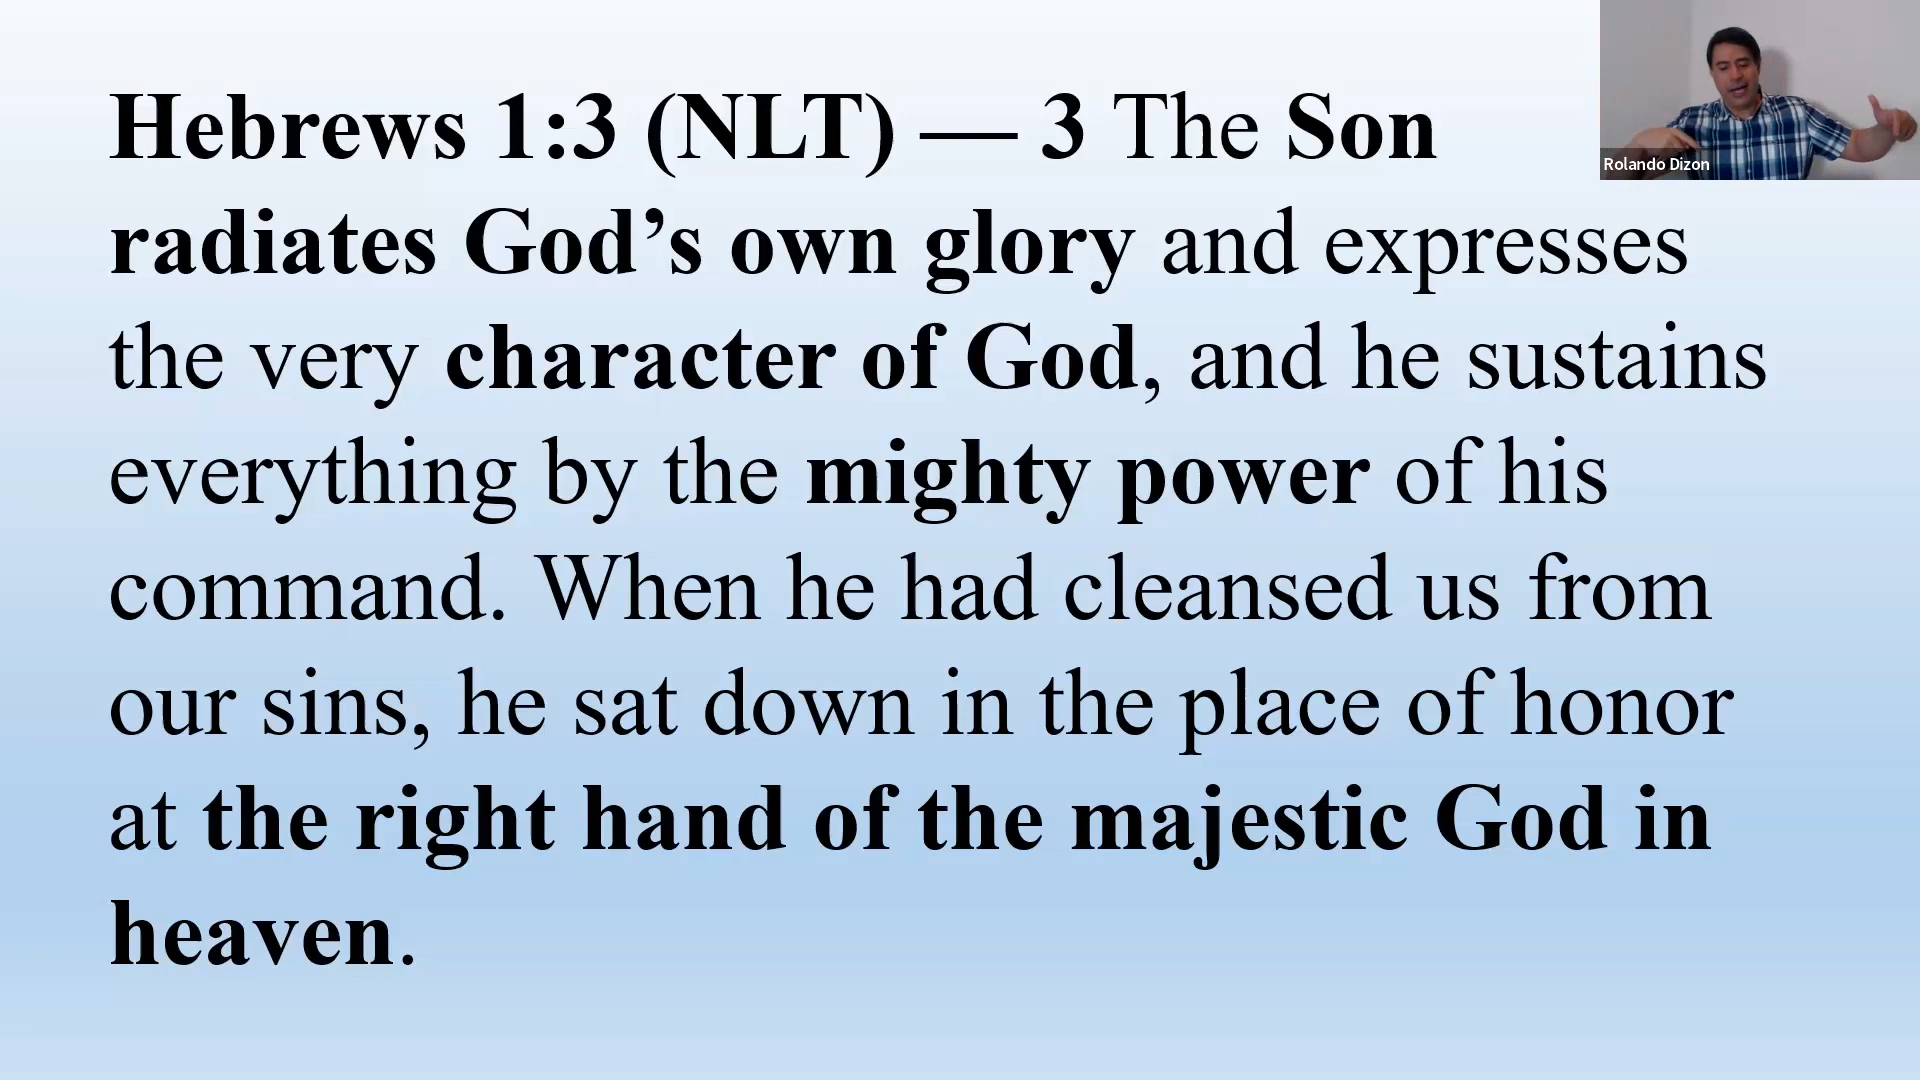 Hebrews 1:3 (NLT) — 3 The Son
radiates God’s own glory and expresses
the very character of God, and he sustains
everything by the mighty power of his
command. When he had cleansed us from
our sins, he sat down in the place of honor
at the right hand of the majestic God in
heaven.
Rolando Dizon